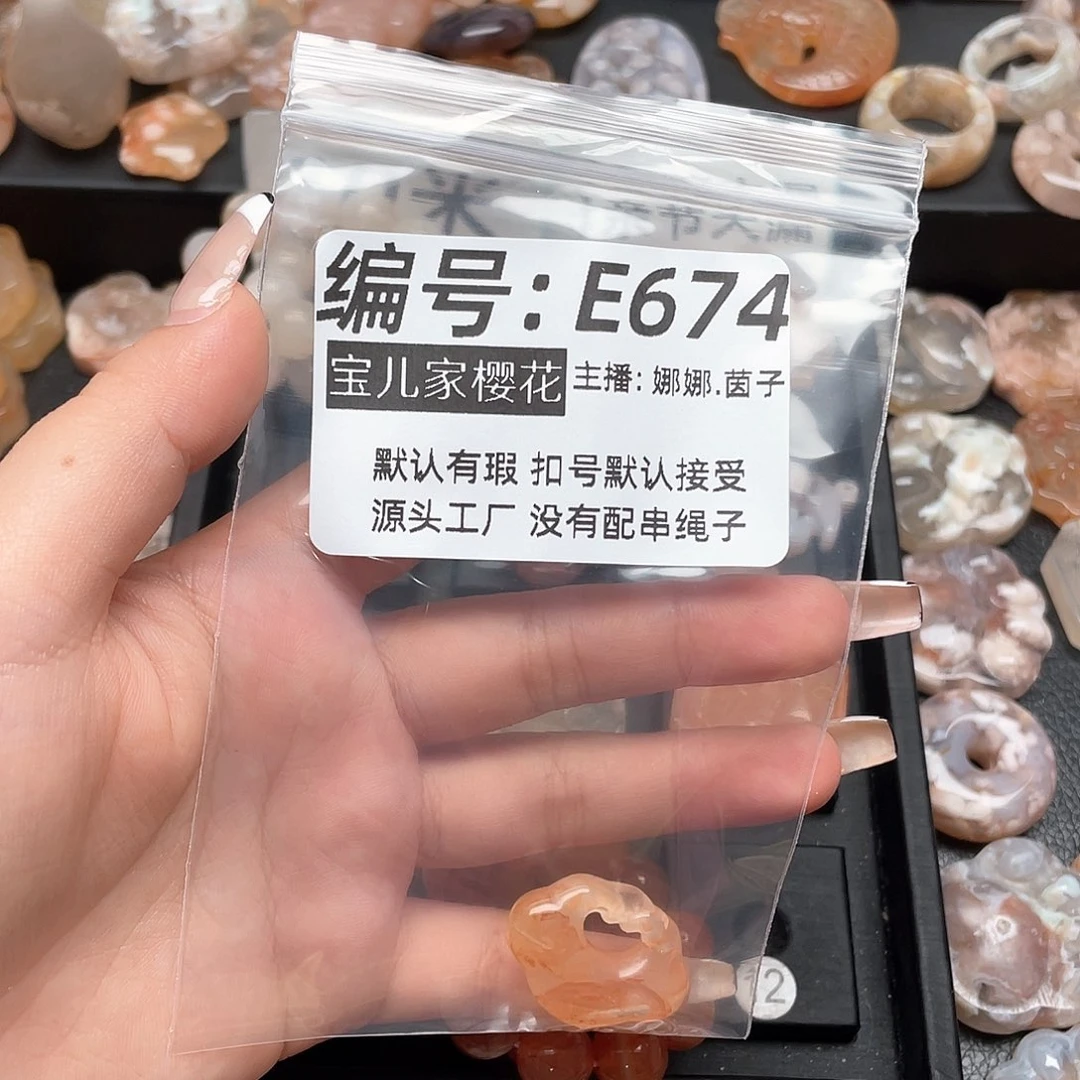 编号：E674
宝儿家樱花 主播：娜娜.茵子
默认有瑕 扣号默认接受
源头工厂 没有配串绳子
12